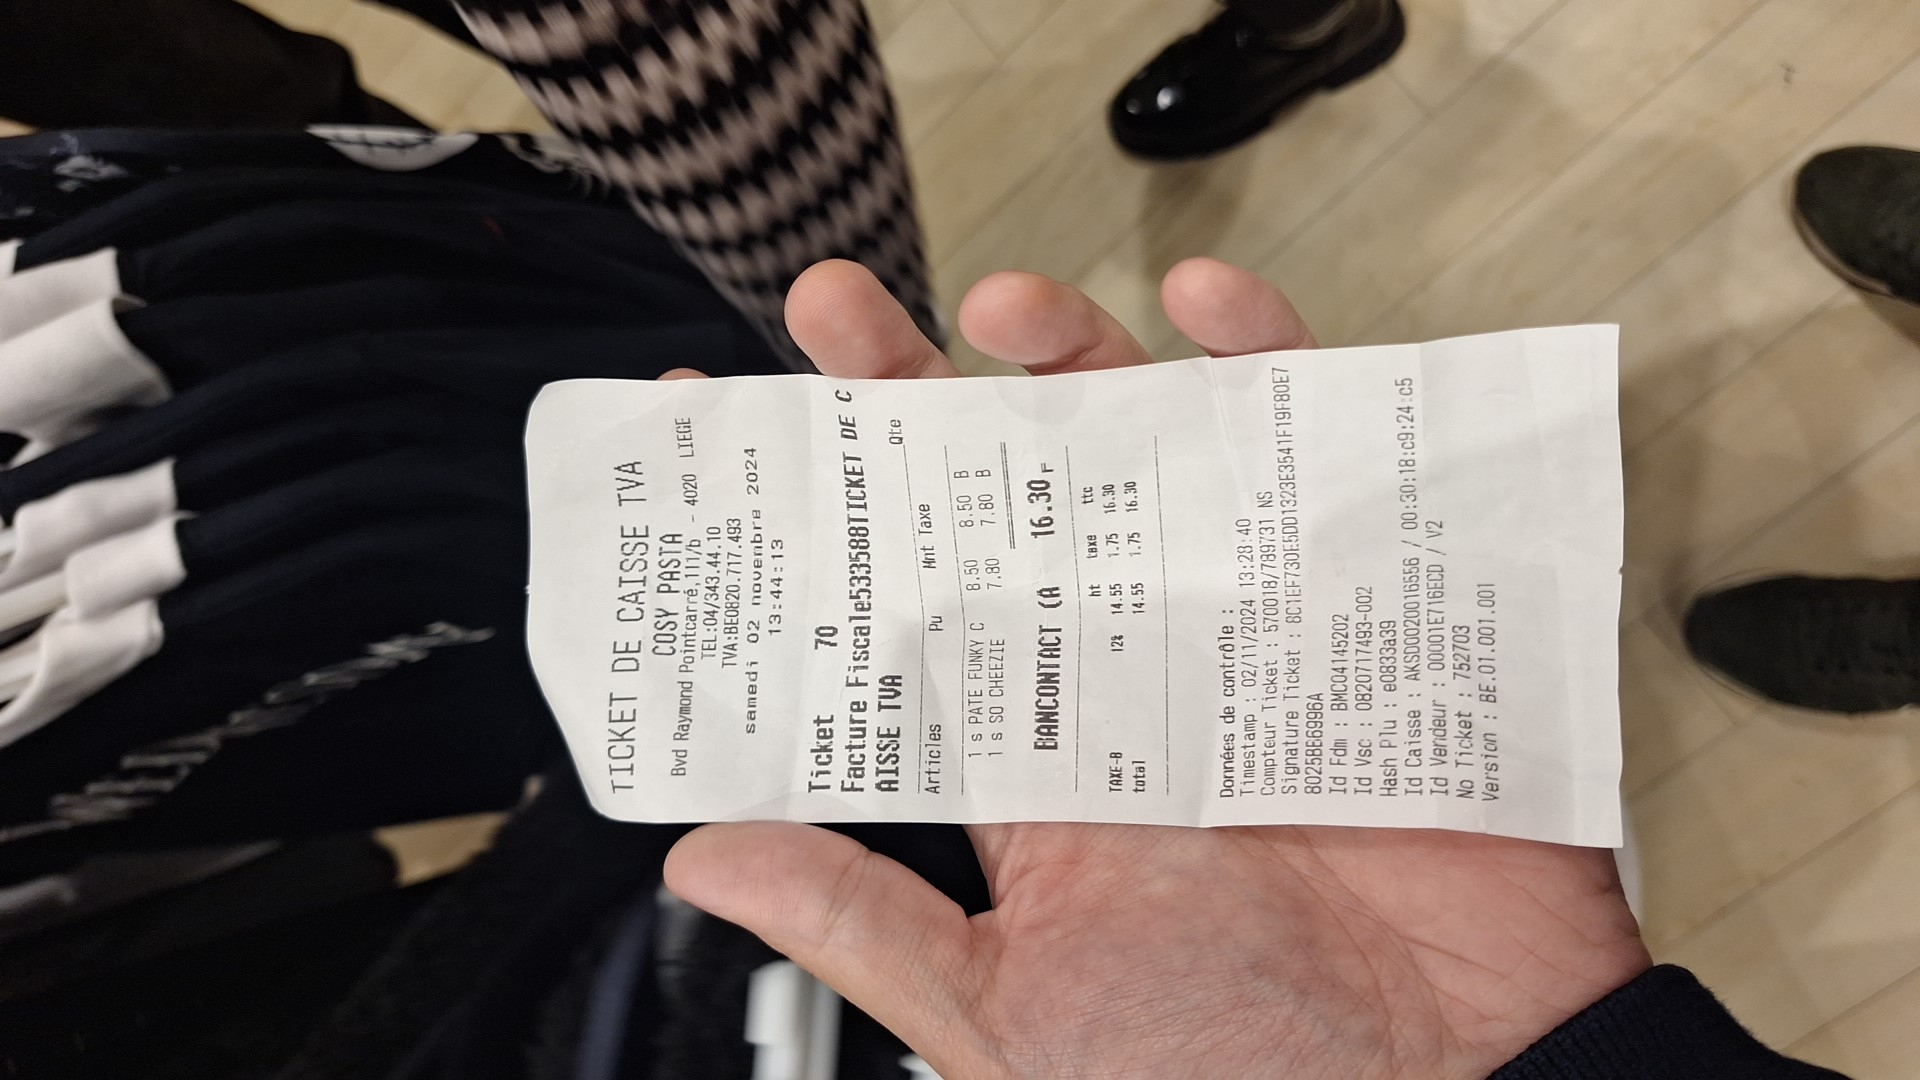 TICKET DE CAISSE TVA
COSY PASTA
Bvd Raymond Pointcarré,111/b - 4020 LIEGE
TEL:04/343.44.10
TVA:BE0820.717.493
samedi 02 novembre 2024
13:44:13
Ticket 70
Facture Fiscale533588TICKET DE C
AISSE TVA
Articles Pu Mnt Taxe Qte
1 s PATE FUNKY C 8.50 8.50 B
1 s SO CHEEZIE 7.80 7.80 B
BANCONTACT (A 16.30 F
ht taxe ttc
TAXE-B 12% 14.55 1.75 16.30
total 14.55 1.75 16.30
Données de contrôle :
Timestamp : 02/11/2024 13:28:40
Compteur Ticket : 570018/789731 NS
Signature Ticket : 8C1EF730E5DD1323E3541F19F80E7
8025BB6996A
Id Fdm : BMC04145202
Id Vsc : 0820717493-002
Hash Plu : e0833a39
Id Caisse : AKSD0020016556 / 00:30:18:c9:24:c5
Id Vendeur : 00001E716ECD / V2
No Ticket : 752703
Version : BE.01.001.001